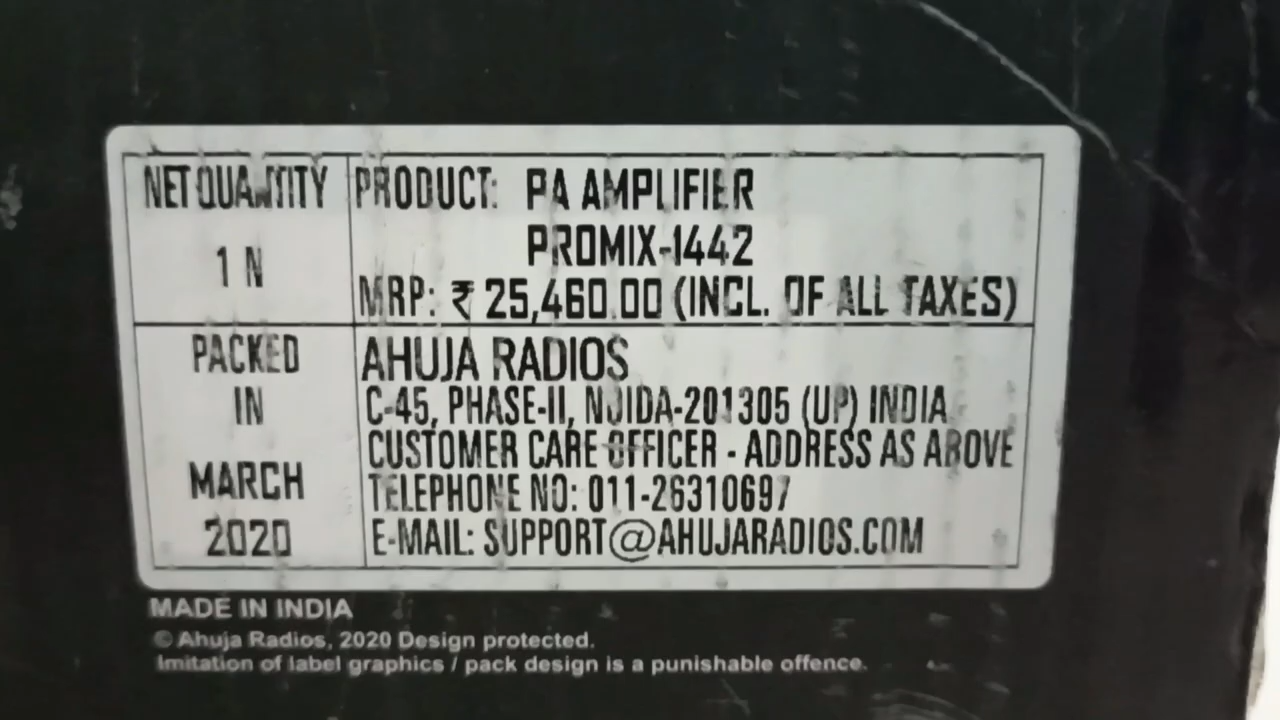 NET QUANTITY
1 N
PRODUCT: PA AMPLIFIER
PROMIX-1442
MRP: ₹ 25,460.00 (INCL. OF ALL TAXES)
PACKED
IN
MARCH
2020
AHUJA RADIOS
C-45, PHASE-II, NOIDA-201305 (UP) INDIA
CUSTOMER CARE OFFICER - ADDRESS AS ABOVE
TELEPHONE NO: 011-26310697
E-MAIL: SUPPORT@AHUJARADIOS.COM
MADE IN INDIA
© Ahuja Radios, 2020 Design protected.
Imitation of label graphics / pack design is a punishable offence.